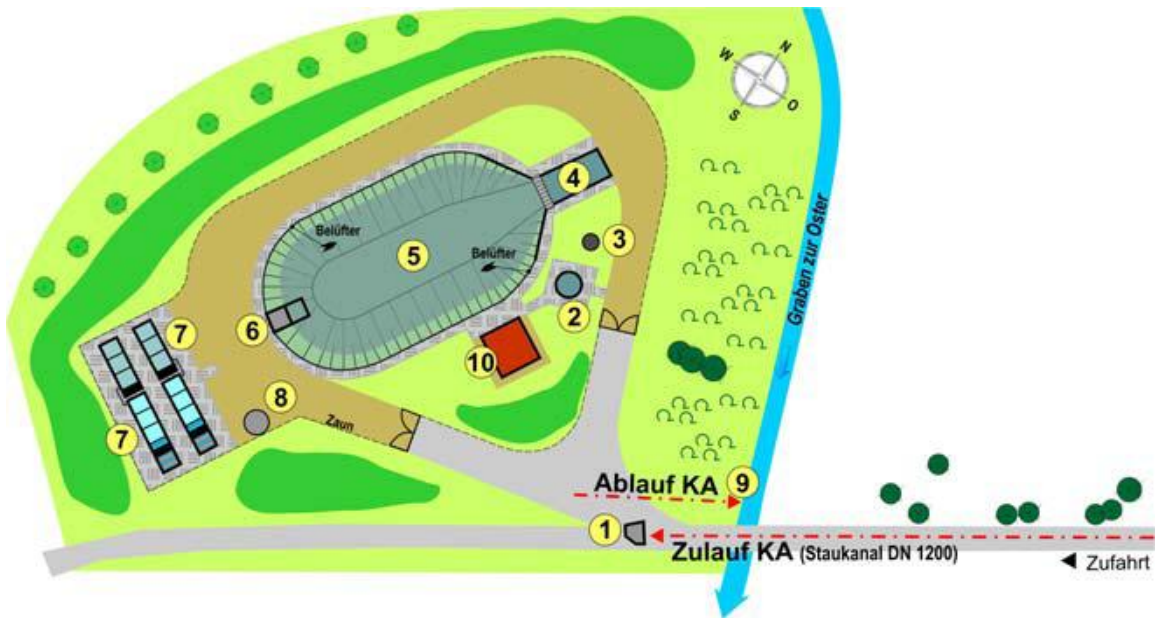 N
W
O
S
4
Belüfter
3
5
Belüfter
Graben zur Oster
2
6
7
10
8
Zaun
7
Ablauf KA
9
1
Zulauf KA (Staukanal DN 1200)
Zufahrt